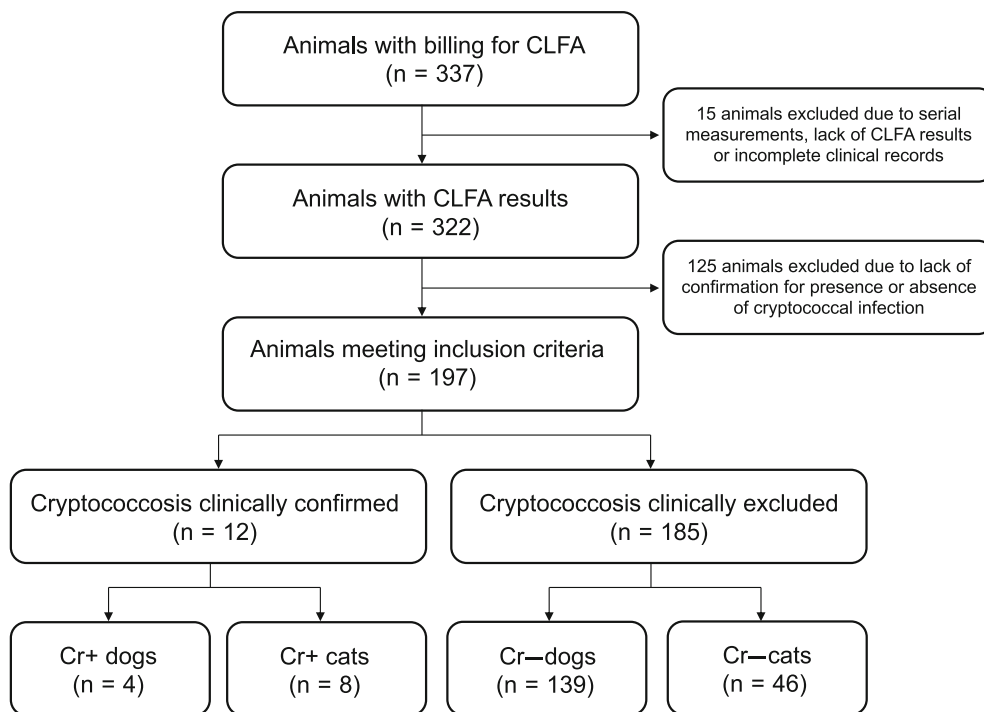 Animals with billing for CLFA
(n = 337)
15 animals excluded due to serial
measurements, lack of CLFA results
or incomplete clinical records
Animals with CLFA results
(n = 322)
125 animals excluded due to lack of
confirmation for presence or absence
of cryptococcal infection
Animals meeting inclusion criteria
(n = 197)
Cryptococcosis clinically confirmed
(n = 12)
Cryptococcosis clinically excluded
(n = 185)
Cr+ dogs
(n = 4)
Cr+ cats
(n = 8)
Cr—dogs
(n = 139)
Cr—cats
(n = 46)